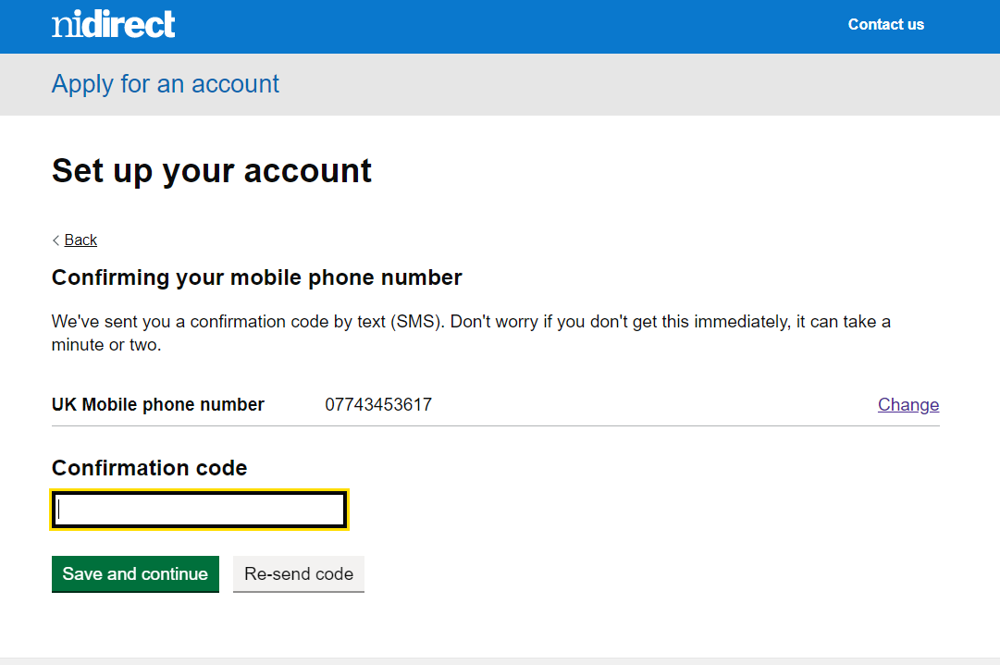 nidirect
Contact us
Apply for an account
Set up your account
< Back
Confirming your mobile phone number
We've sent you a confirmation code by text (SMS). Don't worry if you don't get this immediately, it can take a
minute or two.
UK Mobile phone number 07743453617 Change
Confirmation code
Save and continue Re-send code